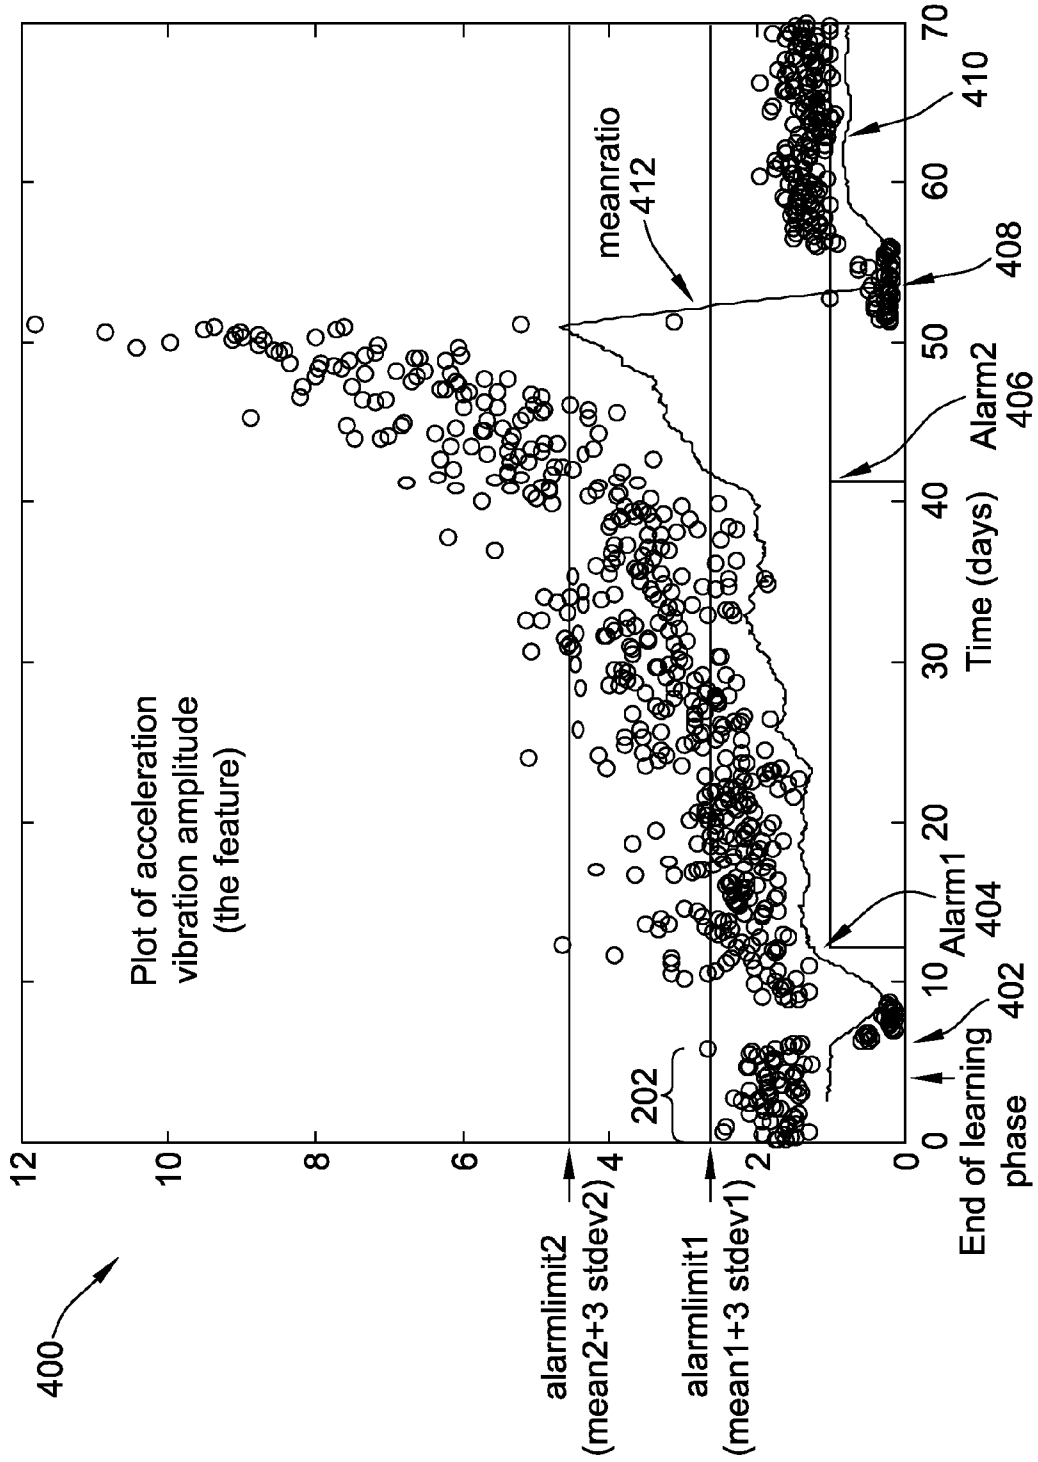 400
Plot of acceleration
vibration amplitude
(the feature)
12
10
8
6
4
2
0
alarmlimit2
(mean2+3 stdev2)
alarmlimit1
(mean1+3 stdev1)
202
meanratio
412
0
10
20
30
40
50
60
70
End of learning
phase
402
Alarm1
404
Time (days)
Alarm2
406
408
410